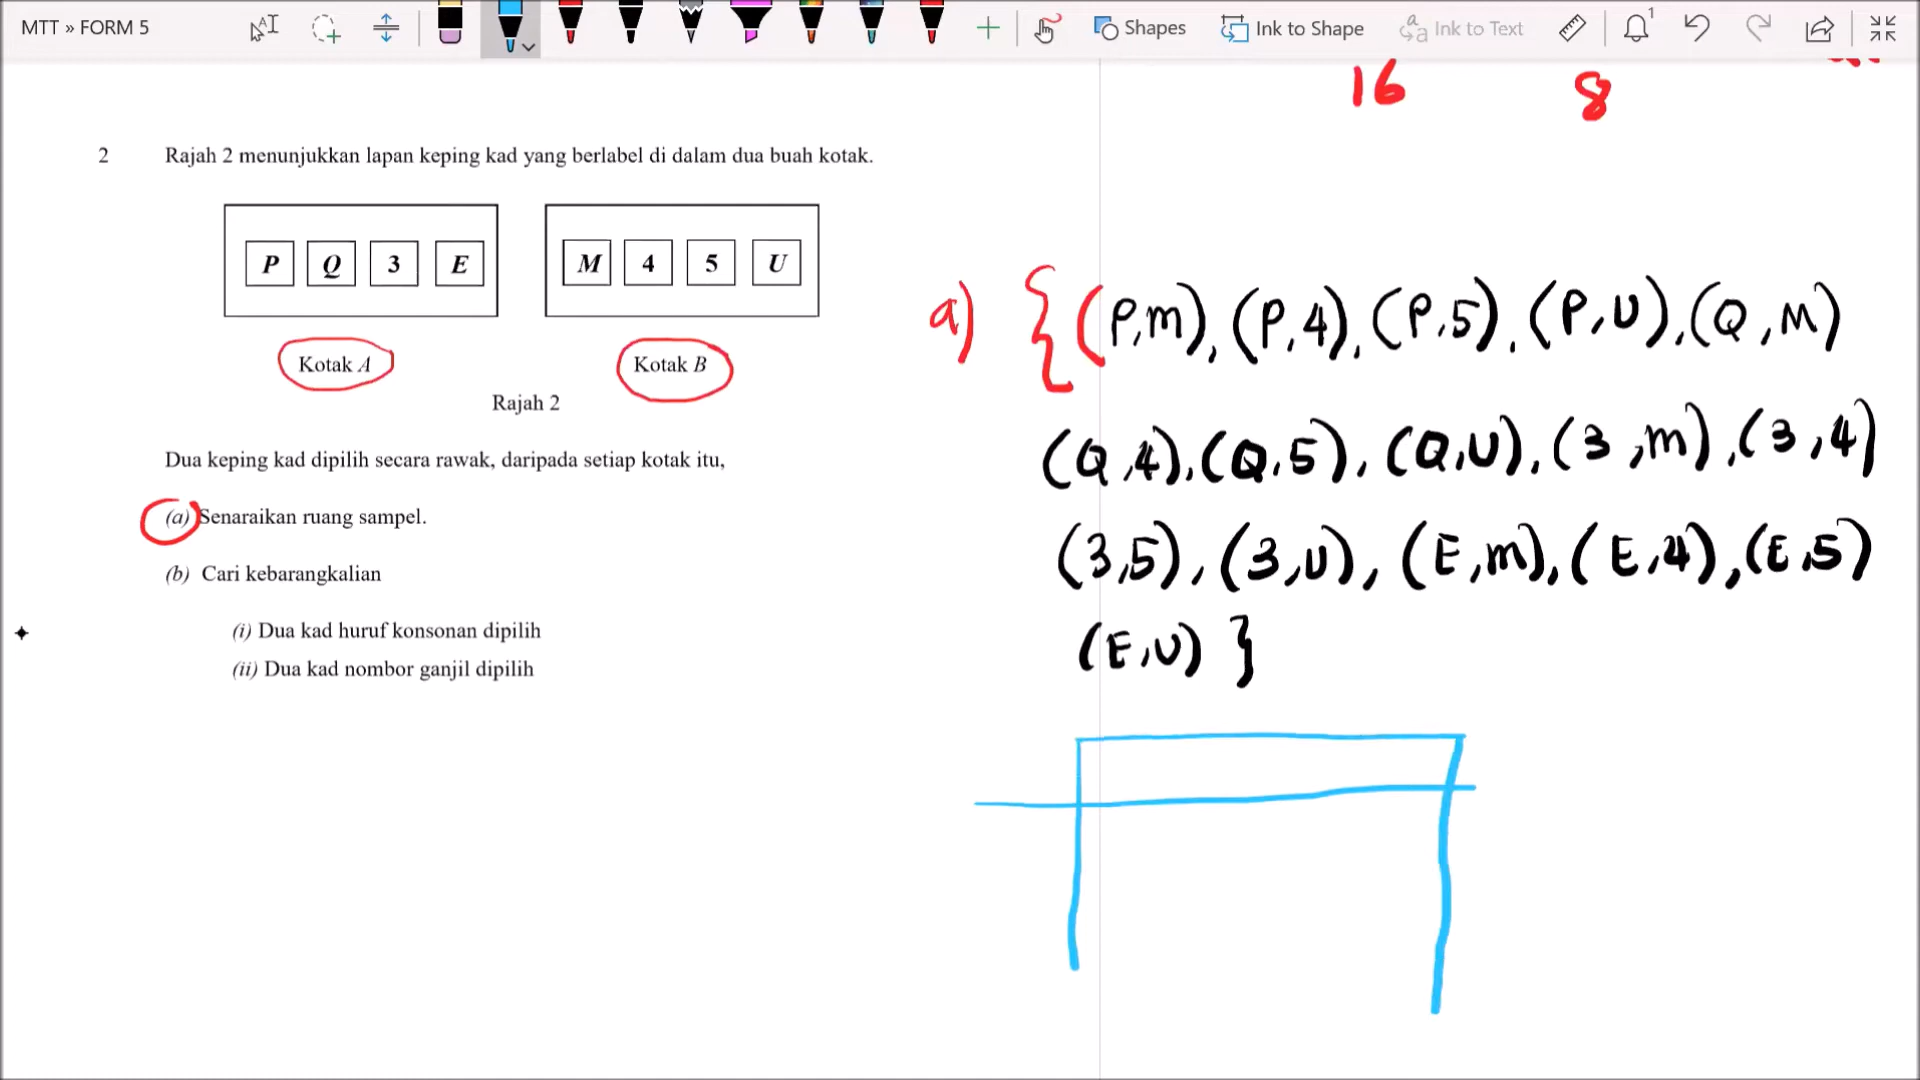 MTT » FORM 5
Shapes
Ink to Shape
Ink to Text
1
16 8
2 Rajah 2 menunjukkan lapan keping kad yang berlabel di dalam dua buah kotak.
P Q 3 E
M 4 5 U
Kotak A
Kotak B
Rajah 2
Dua keping kad dipilih secara rawak, daripada setiap kotak itu,
(a) Senaraikan ruang sampel.
(b) Cari kebarangkalian
(i) Dua kad huruf konsonan dipilih
(ii) Dua kad nombor ganjil dipilih
a) {(P,M), (P,4), (P,5), (P,U), (Q,M)
(Q,4), (Q,5), (Q,U), (3,M), (3,4)
(3,5), (3,U), (E,M), (E,4), (E,5)
(E,U) }